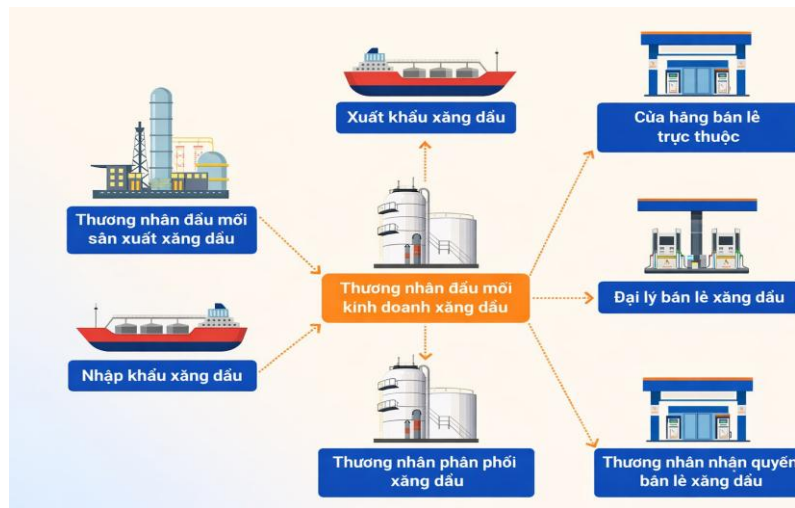 Xuất khẩu xăng dầu
Cửa hàng bán lẻ
trực thuộc
Thương nhân đầu mối
sản xuất xăng dầu
Thương nhân đầu mối
kinh doanh xăng dầu
Đại lý bán lẻ xăng dầu
Nhập khẩu xăng dầu
Thương nhân phân phối
xăng dầu
Thương nhân nhận quyền
bán lẻ xăng dầu